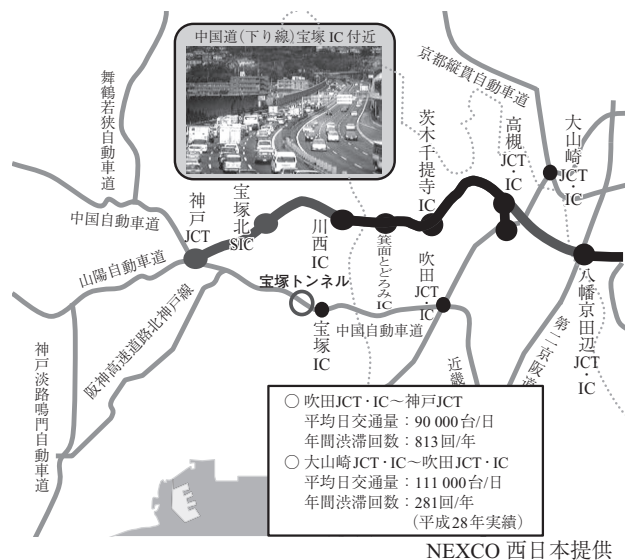 中国道(下り線)宝塚IC付近
舞鶴若狭自動車道
京都縦貫自動車道
大山崎JCT・IC
高槻JCT・IC
茨木千提寺IC
宝塚北SIC
神戸JCT
中国自動車道
川西IC
箕面とどろみIC
吹田JCT・IC
山陽自動車道
宝塚トンネル
八幡京田辺JCT・IC
阪神高速道路北神戸線
宝塚IC
中国自動車道
第二京阪道
近畿
神戸淡路鳴門自動車道
○ 吹田JCT・IC〜神戸JCT
平均日交通量：90 000台/日
年間渋滞回数：813回/年
○ 大山崎JCT・IC〜吹田JCT・IC
平均日交通量：111 000台/日
年間渋滞回数：281回/年
(平成28年実績)
NEXCO 西日本提供